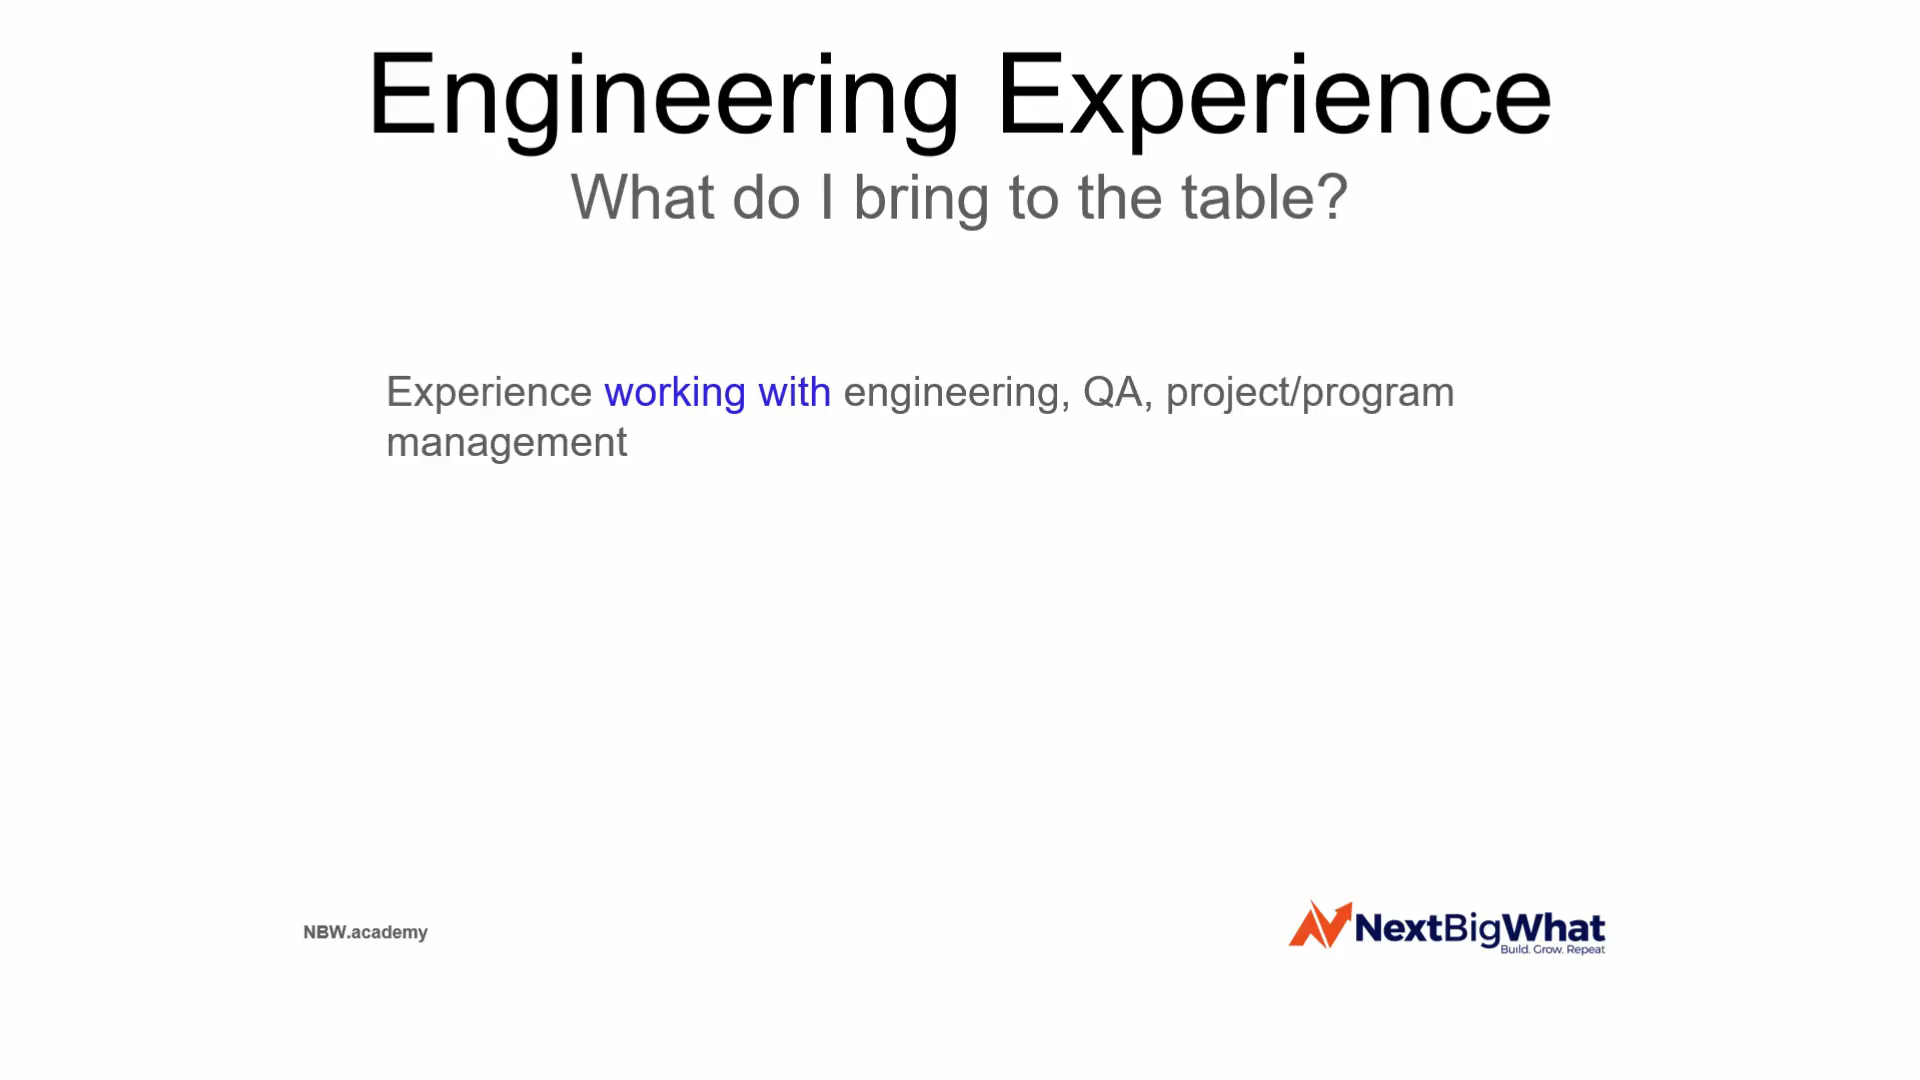 Engineering Experience
What do I bring to the table?
Experience working with engineering, QA, project/program
management
NBW.academy
NextBigWhat
Build. Grow. Repeat